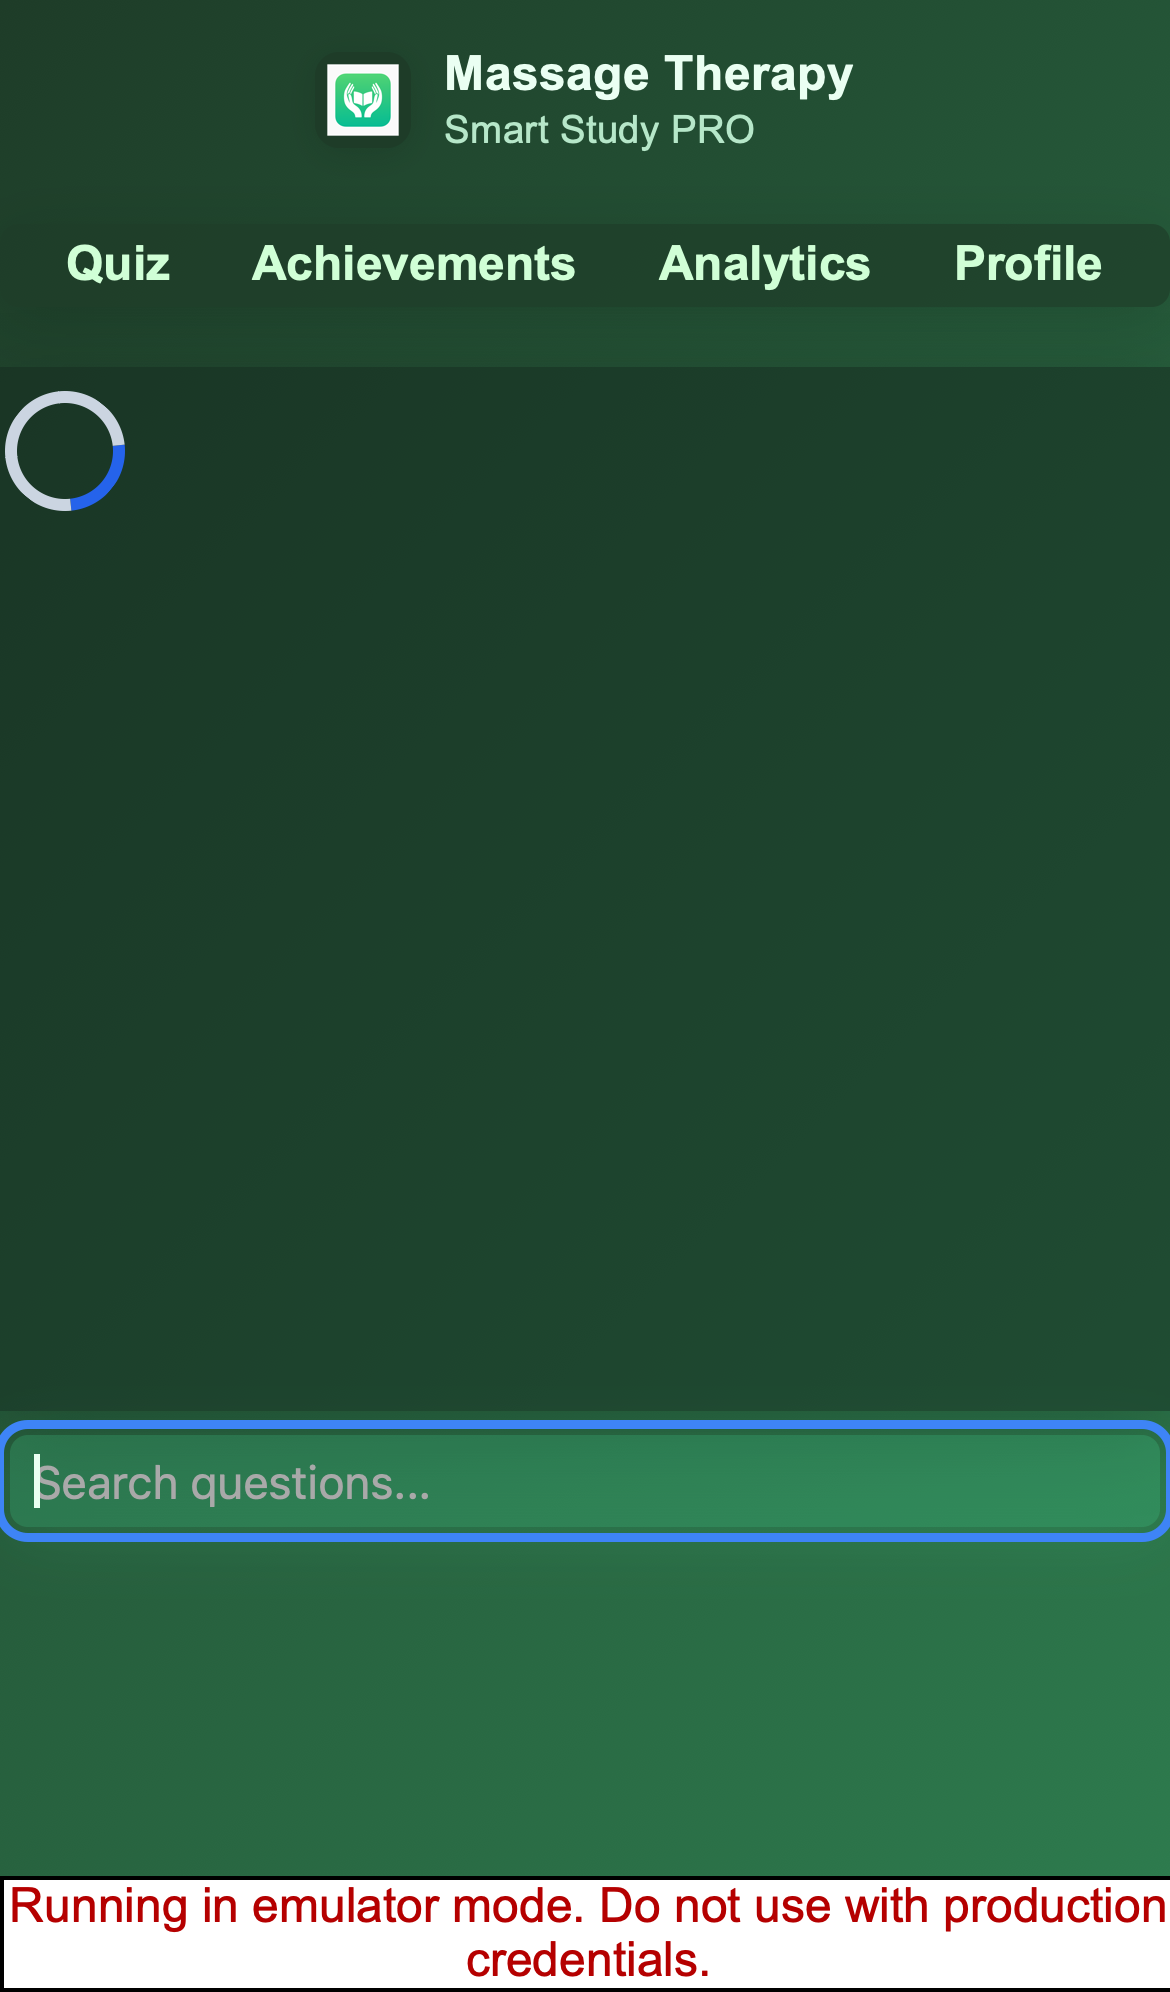 Massage Therapy
Smart Study PRO
Quiz Achievements Analytics Profile
Search questions...
Running in emulator mode. Do not use with production
credentials.